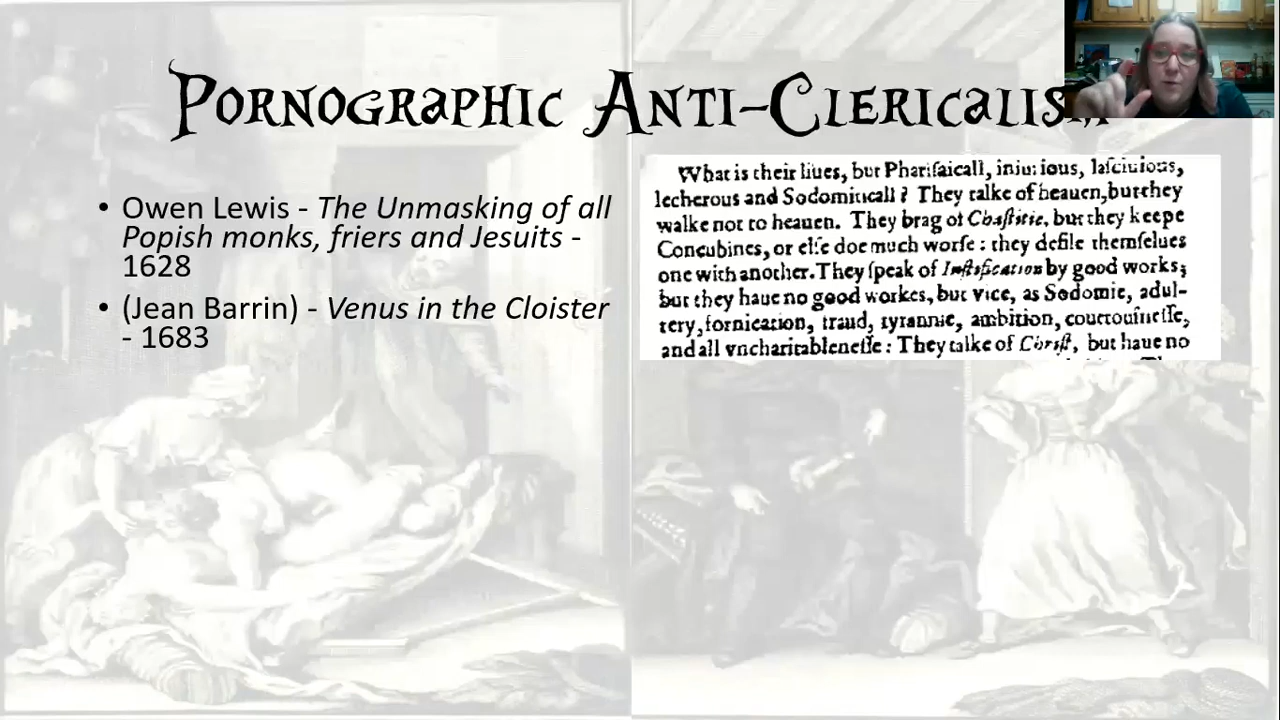 Pornographic Anti-Clericalism
• Owen Lewis - The Unmasking of all
Popish monks, friers and Jesuits -
1628
• (Jean Barrin) - Venus in the Cloister
- 1683
What is their liues, but Pharisaicall, iniurious, lasciuious,
lecherous and Sodomiticall? They talke of heauen, but they
walke not to heauen. They brag of Chastitie, but they keepe
Concubines, or else doe much worse: they defile themselues
one with another. They speak of Iustification by good works;
but they haue no good workes, but vice, as Sodomie, adul-
tery, fornication, fraud, tyrannie, ambition, couetousnesse,
and all vncharitablenesse: They talke of Christ, but haue no